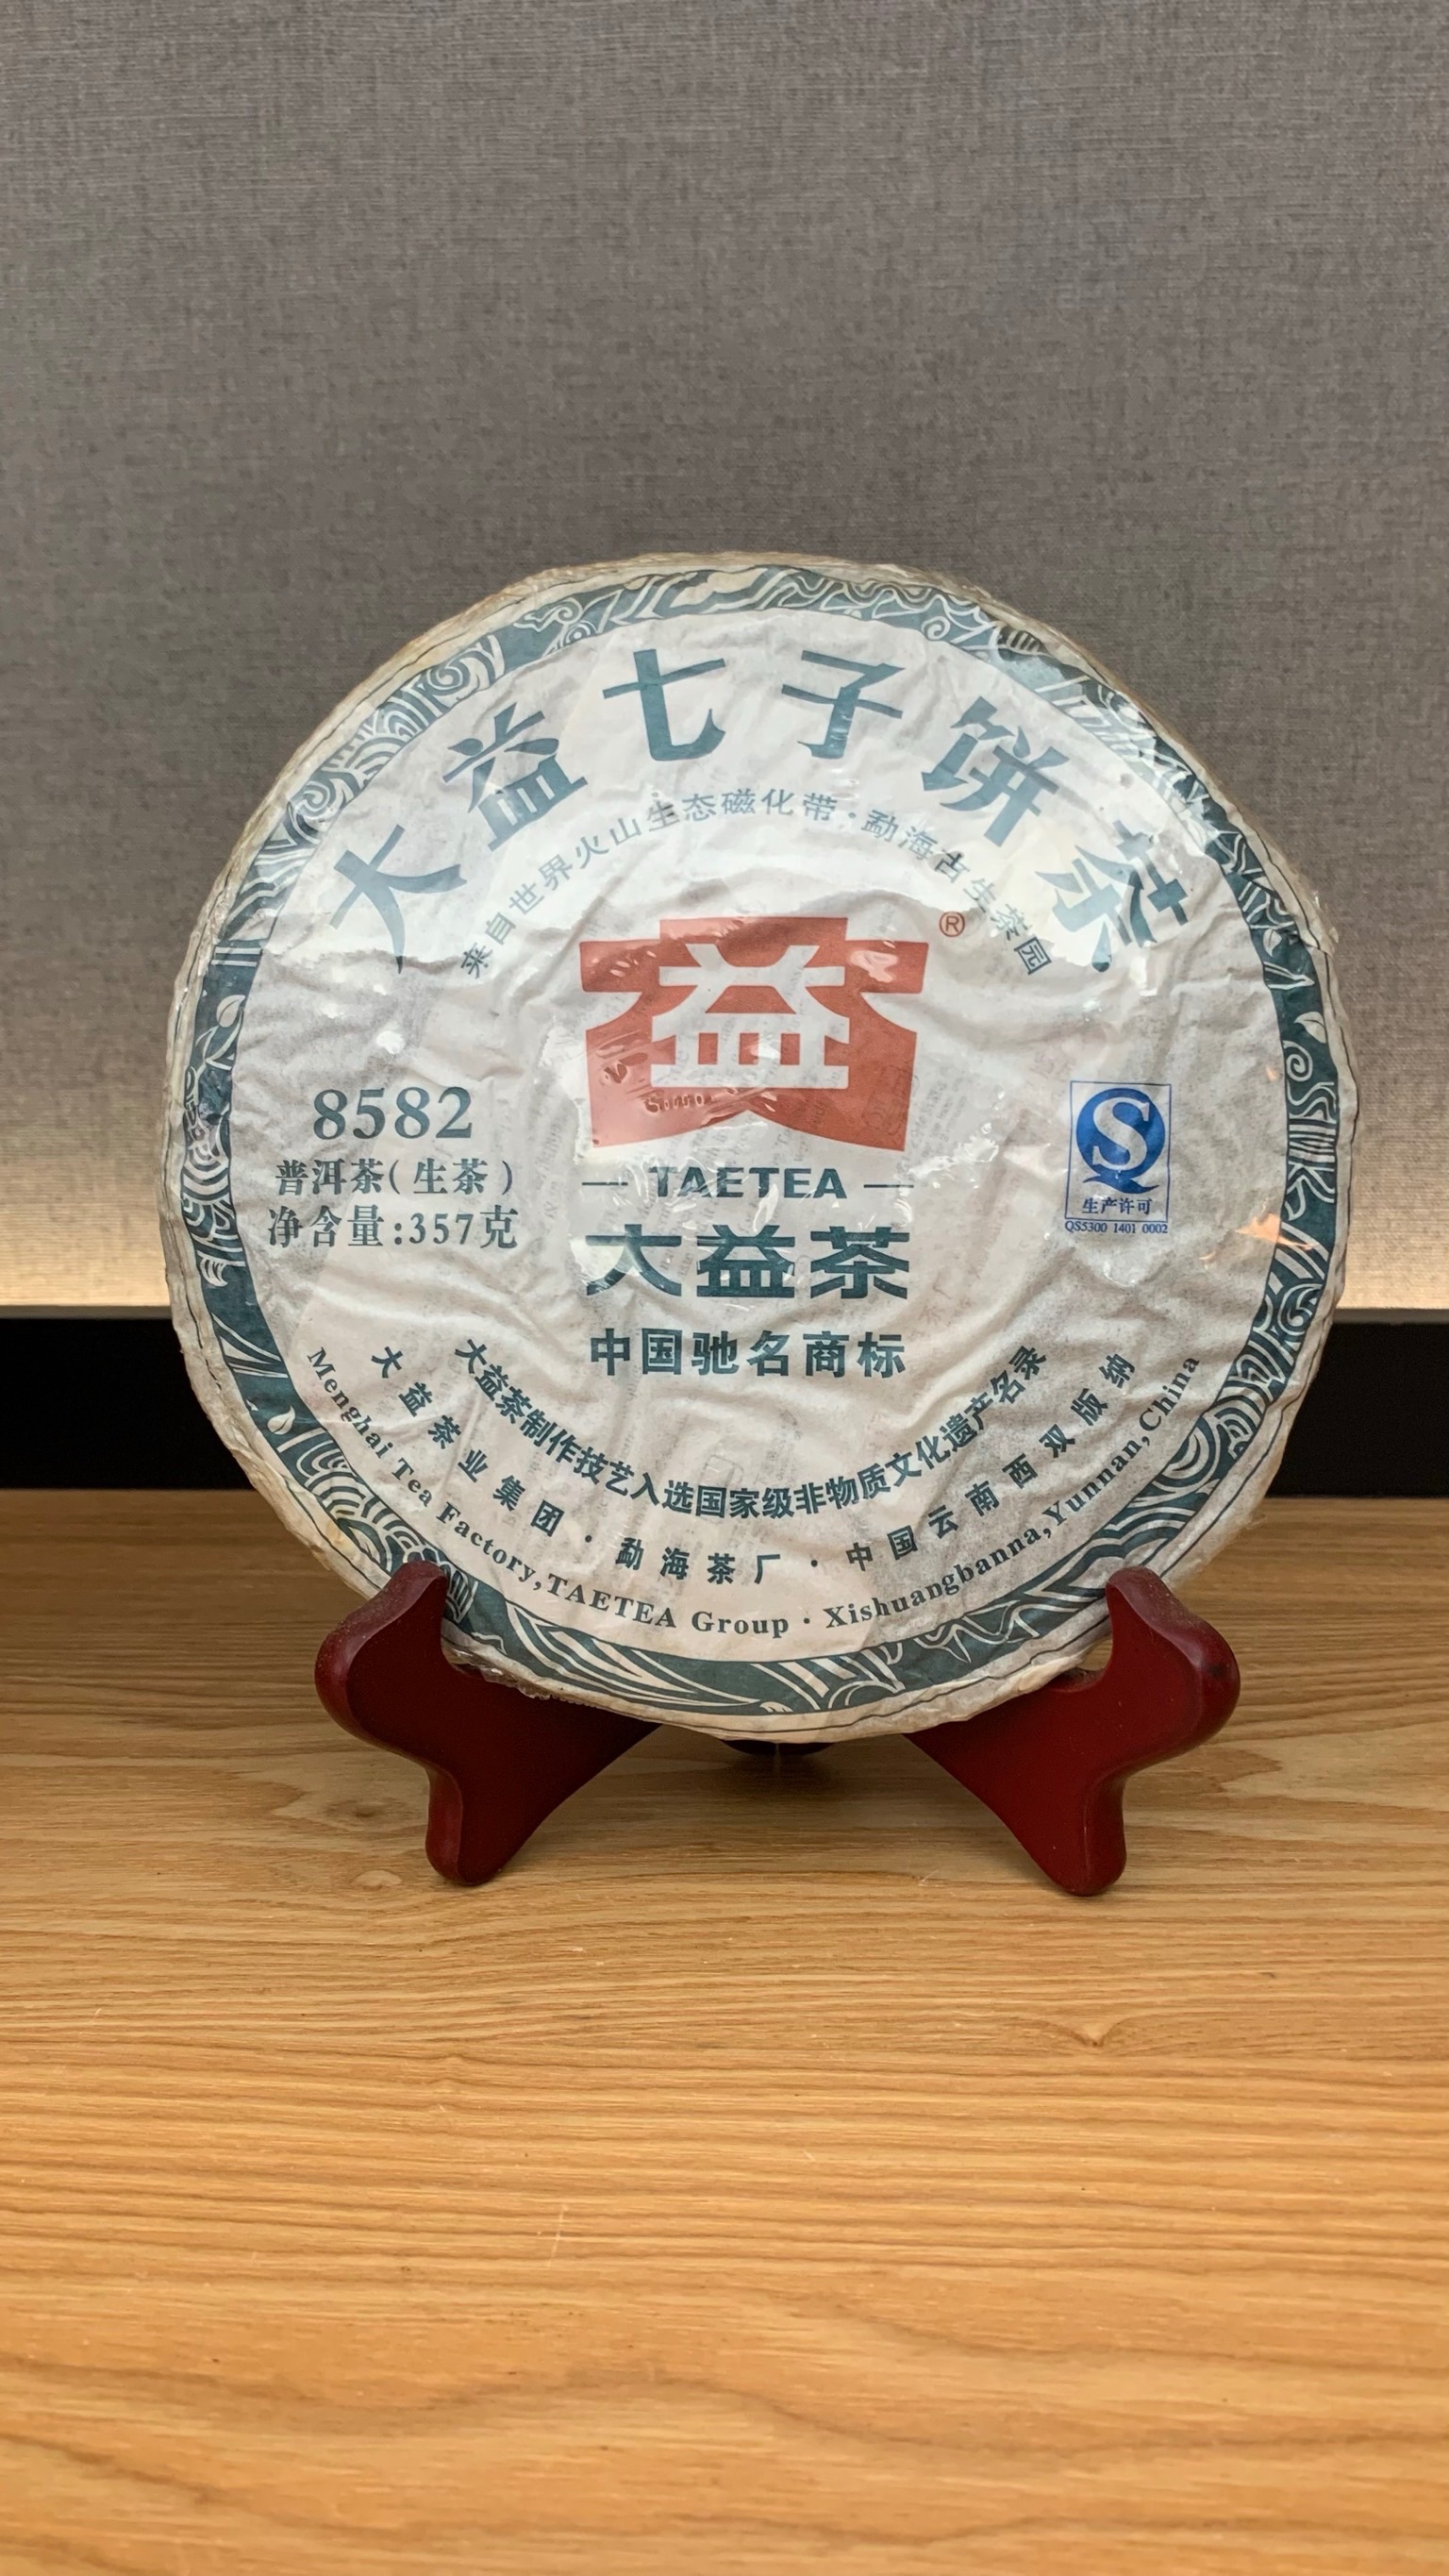 大益七子饼茶
来自世界火山生态磁化带·勐海古生茶园
益
®
8582
普洱茶(生茶)
净含量:357克
TAETEA
大益茶
中国驰名商标
生产许可
QS5300 1401 0002
大益茶制作技艺入选国家级非物质文化遗产名录
大益茶业集团·勐海茶厂·中国云南西双版纳
Menghai Tea Factory,TAETEA Group·Xishuangbanna,Yunnan,China